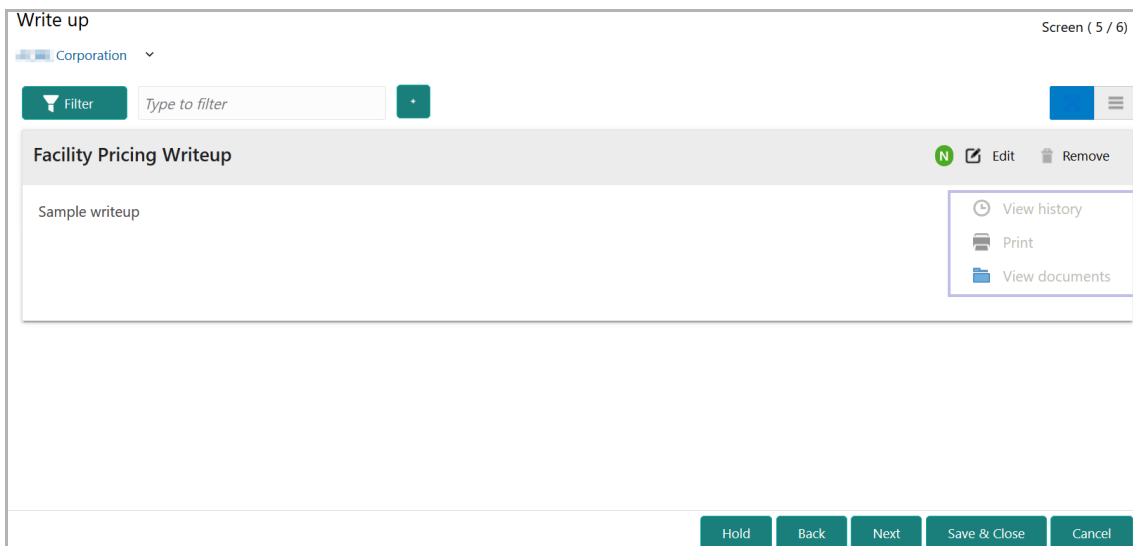 Write up
Screen ( 5 / 6)
Corporation
Filter
Type to filter
+
Facility Pricing Writeup
N Edit Remove
Sample writeup
View history
Print
View documents
Hold Back Next Save & Close Cancel